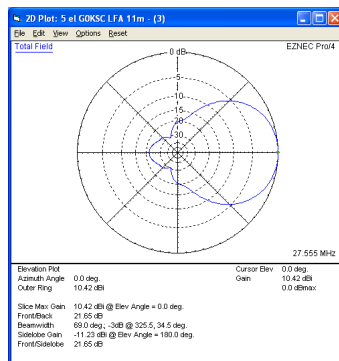 2D Plot: 5 el G0KSC LFA 11m - (3)
File Edit View Options Reset
Total Field
EZNEC Pro/4
0 dB
-5
-10
-15
-20
-30
27.555 MHz
Elevation Plot
Azimuth Angle 0.0 deg.
Outer Ring 10.42 dBi
Cursor Elev 0.0 deg.
Gain 10.42 dBi
0.0 dBmax
Slice Max Gain 10.42 dBi @ Elev Angle = 0.0 deg.
Front/Back 21.65 dB
Beamwidth 69.0 deg.; -3dB @ 325.5, 34.5 deg.
Sidelobe Gain -11.23 dBi @ Elev Angle = 180.0 deg.
Front/Sidelobe 21.65 dB